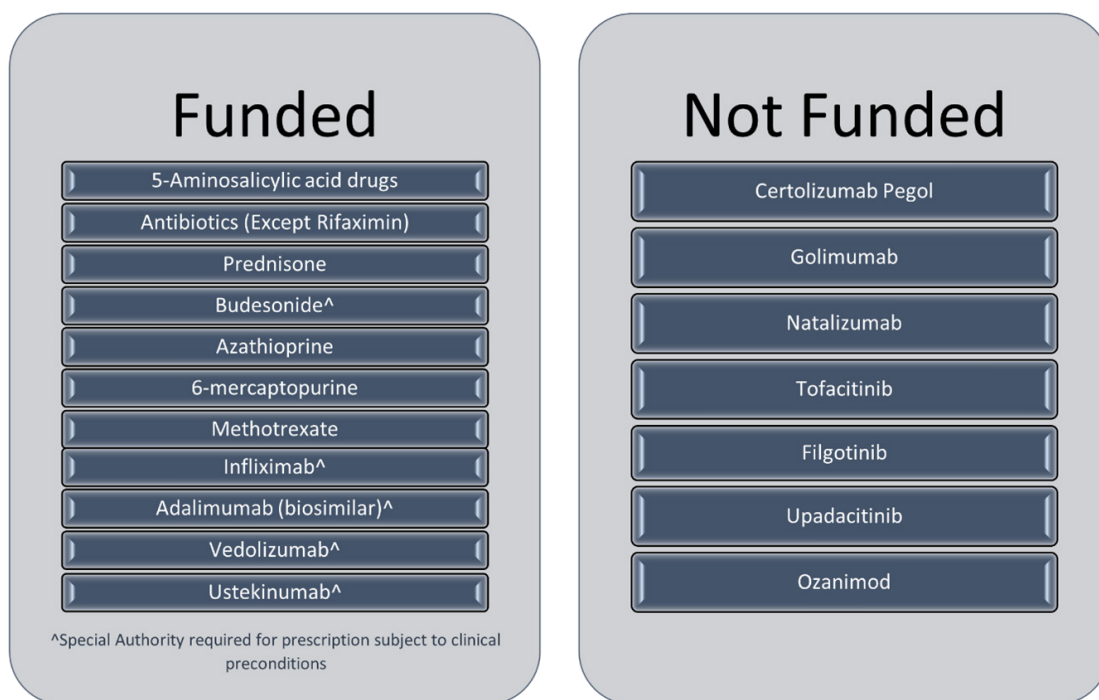 Funded
5-Aminosalicylic acid drugs
Antibiotics (Except Rifaximin)
Prednisone
Budesonide^
Azathioprine
6-mercaptopurine
Methotrexate
Infliximab^
Adalimumab (biosimilar)^
Vedolizumab^
Ustekinumab^
^Special Authority required for prescription subject to clinical
preconditions
Not Funded
Certolizumab Pegol
Golimumab
Natalizumab
Tofacitinib
Filgotinib
Upadacitinib
Ozanimod